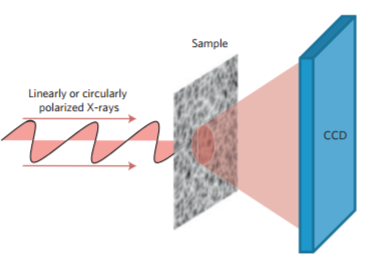 Sample
Linearly or circularly
polarized X-rays
CCD